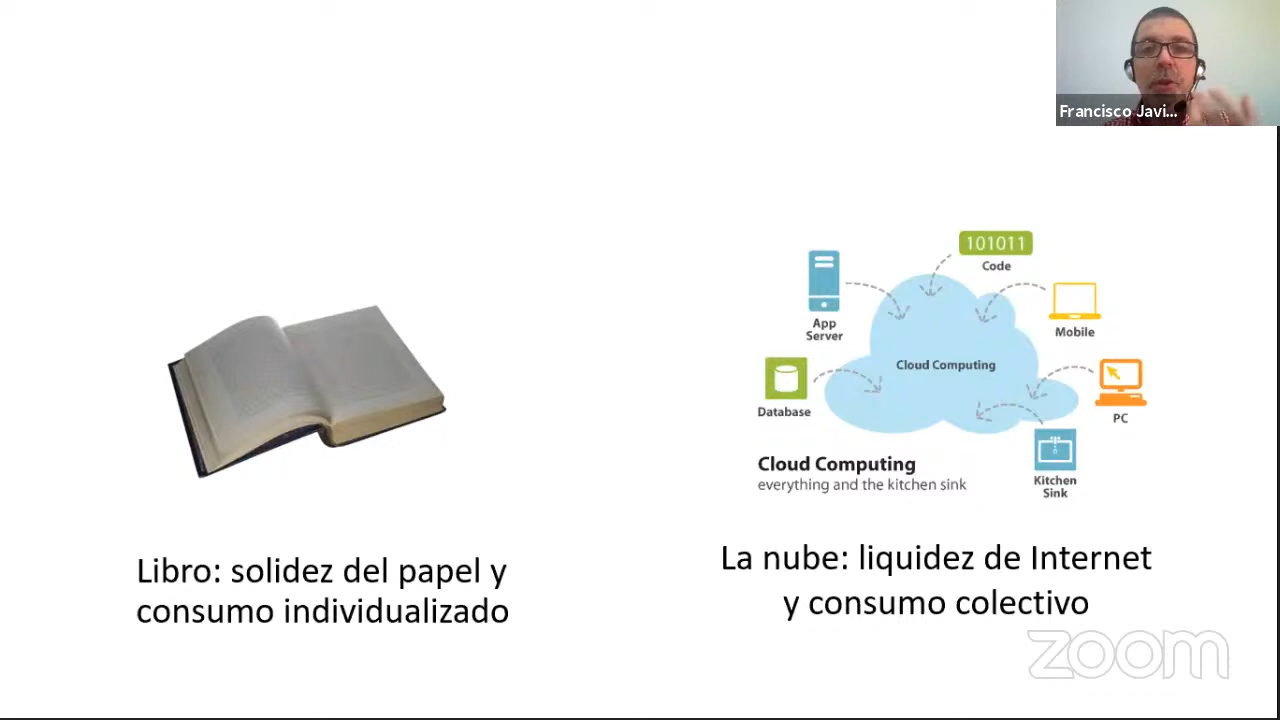 Francisco Javi...
101011
Code
App
Server
Mobile
Cloud Computing
Database
PC
Cloud Computing
everything and the kitchen sink
Kitchen
Sink
Libro: solidez del papel y
consumo individualizado
La nube: liquidez de Internet
y consumo colectivo
zoom